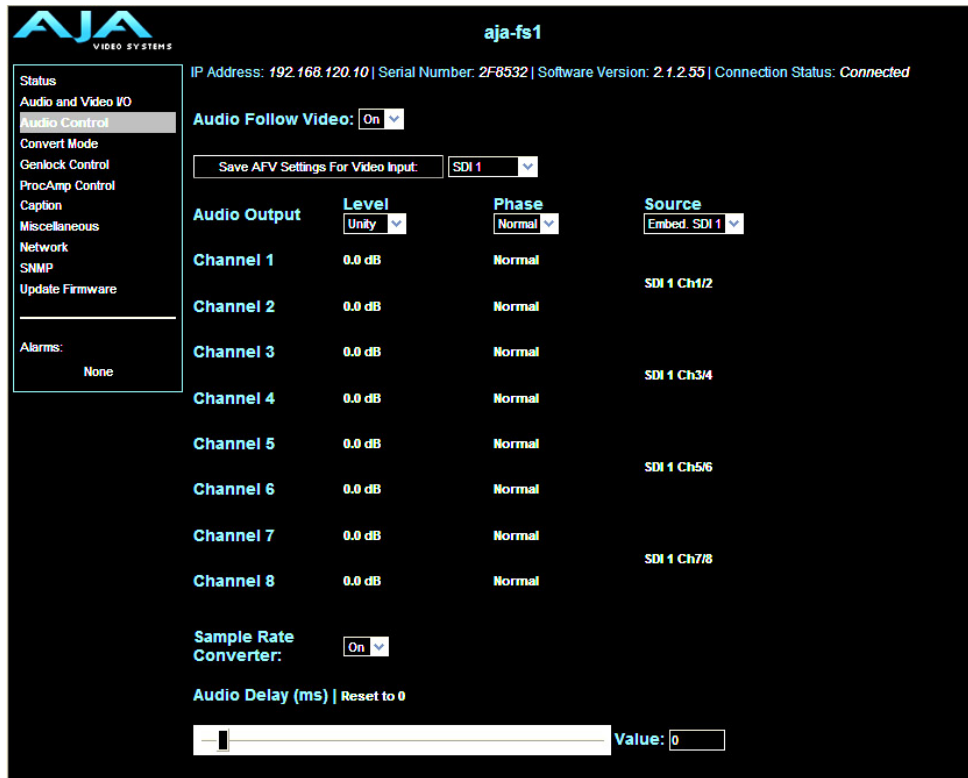 AJA
VIDEO SYSTEMS
aja-fs1
IP Address: 192.168.120.10 | Serial Number: 2F8532 | Software Version: 2.1.2.55 | Connection Status: Connected
Status
Audio and Video I/O
Audio Control
Convert Mode
Genlock Control
ProcAmp Control
Caption
Miscellaneous
Network
SNMP
Update Firmware
Alarms:
None
Audio Follow Video: On
Save AFV Settings For Video Input: SDI 1
Audio Output Level Phase Source
Unity Normal Embed. SDI 1
Channel 1 0.0 dB Normal
SDI 1 Ch1/2
Channel 2 0.0 dB Normal
Channel 3 0.0 dB Normal
SDI 1 Ch3/4
Channel 4 0.0 dB Normal
Channel 5 0.0 dB Normal
SDI 1 Ch5/6
Channel 6 0.0 dB Normal
Channel 7 0.0 dB Normal
SDI 1 Ch7/8
Channel 8 0.0 dB Normal
Sample Rate
Converter: On
Audio Delay (ms) | Reset to 0
Value: 0